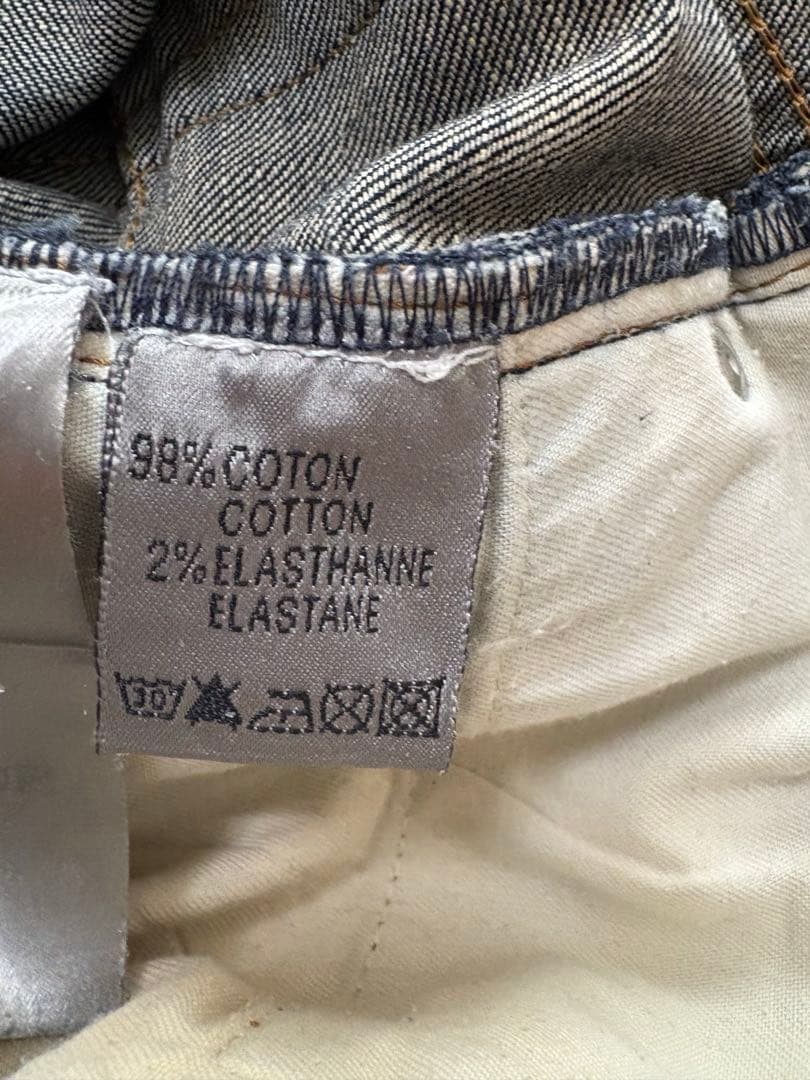 98% COTON
COTTON
2% ELASTHANNE
ELASTANE
30